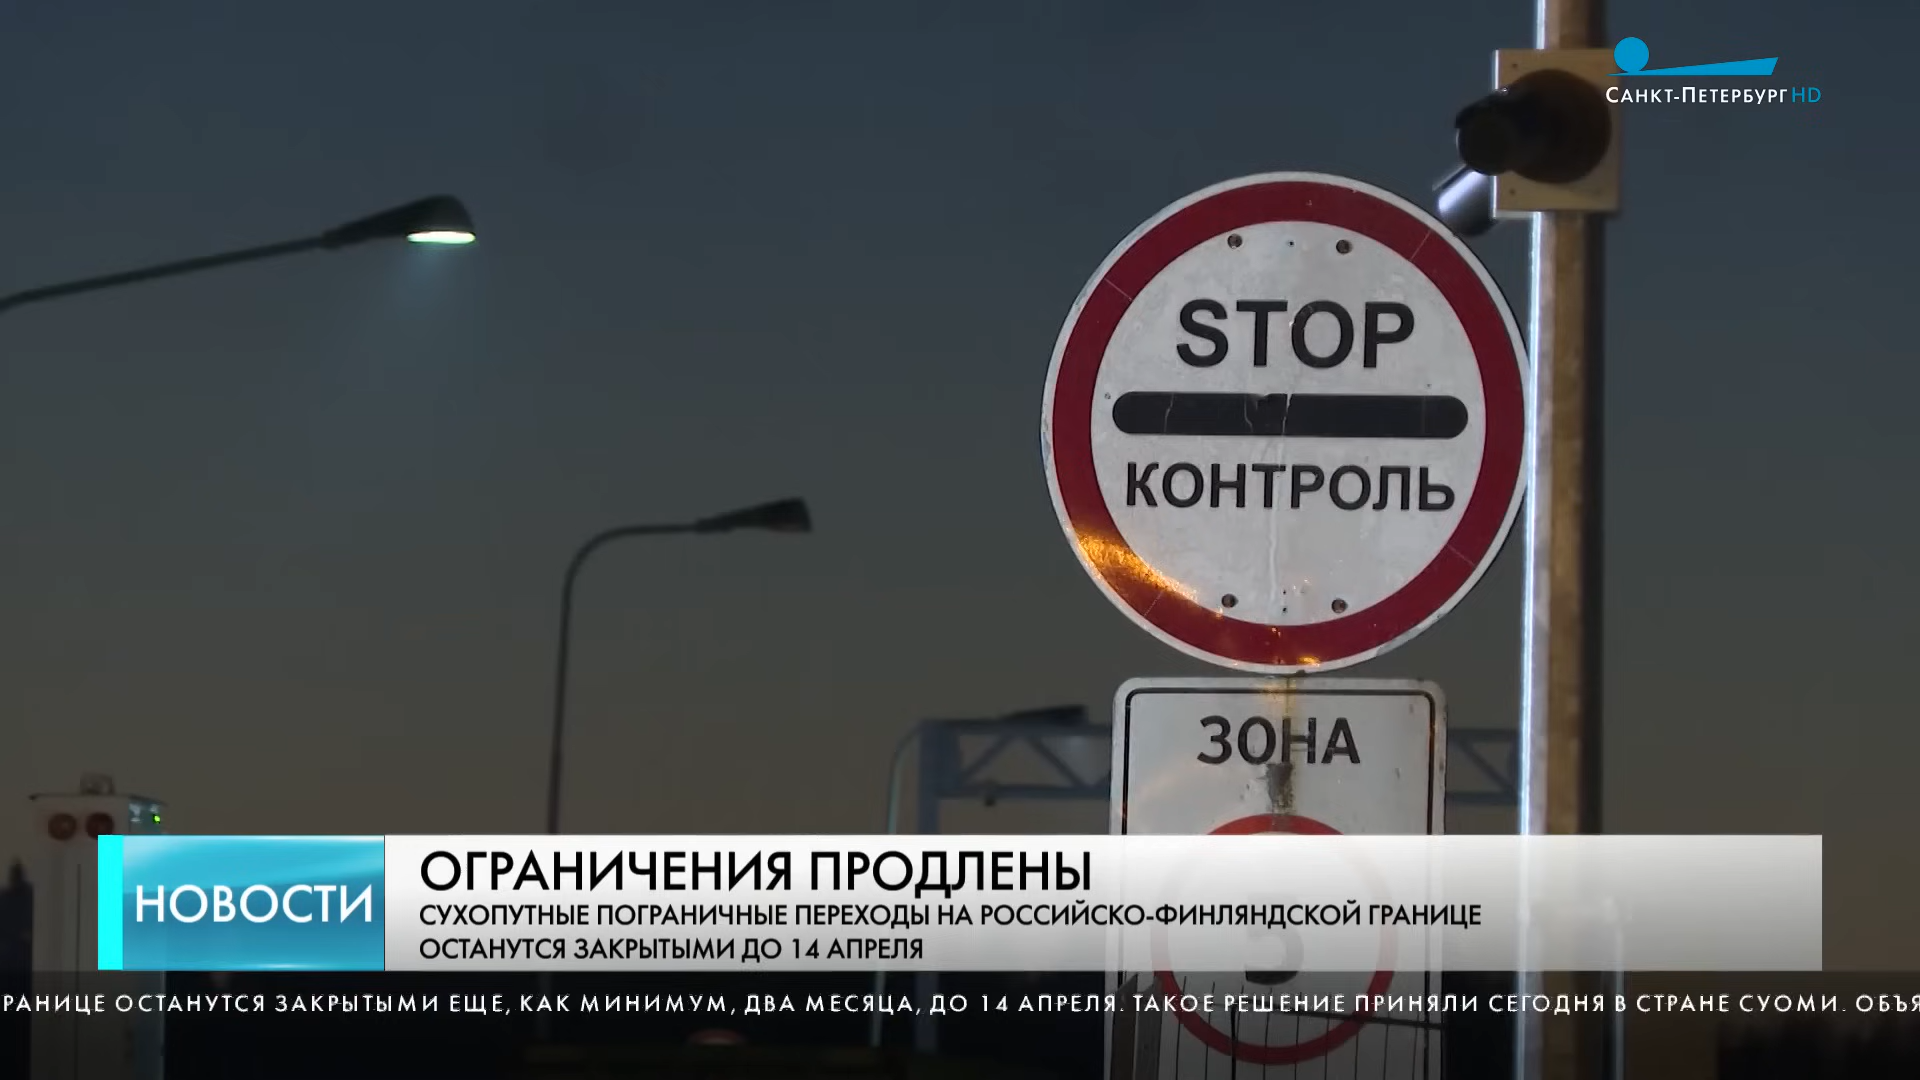 САНКТ-ПЕТЕРБУРГ HD
STOP
КОНТРОЛЬ
ЗОНА
НОВОСТИ
ОГРАНИЧЕНИЯ ПРОДЛЕНЫ
СУХОПУТНЫЕ ПОГРАНИЧНЫЕ ПЕРЕХОДЫ НА РОССИЙСКО-ФИНЛЯНДСКОЙ ГРАНИЦЕ
ОСТАНУТСЯ ЗАКРЫТЫМИ ДО 14 АПРЕЛЯ
РАНИЦЕ ОСТАНУТСЯ ЗАКРЫТЫМИ ЕЩЕ, КАК МИНИМУМ, ДВА МЕСЯЦА, ДО 14 АПРЕЛЯ. ТАКОЕ РЕШЕНИЕ ПРИНЯЛИ СЕГОДНЯ В СТРАНЕ СУОМИ. ОБЪЯ